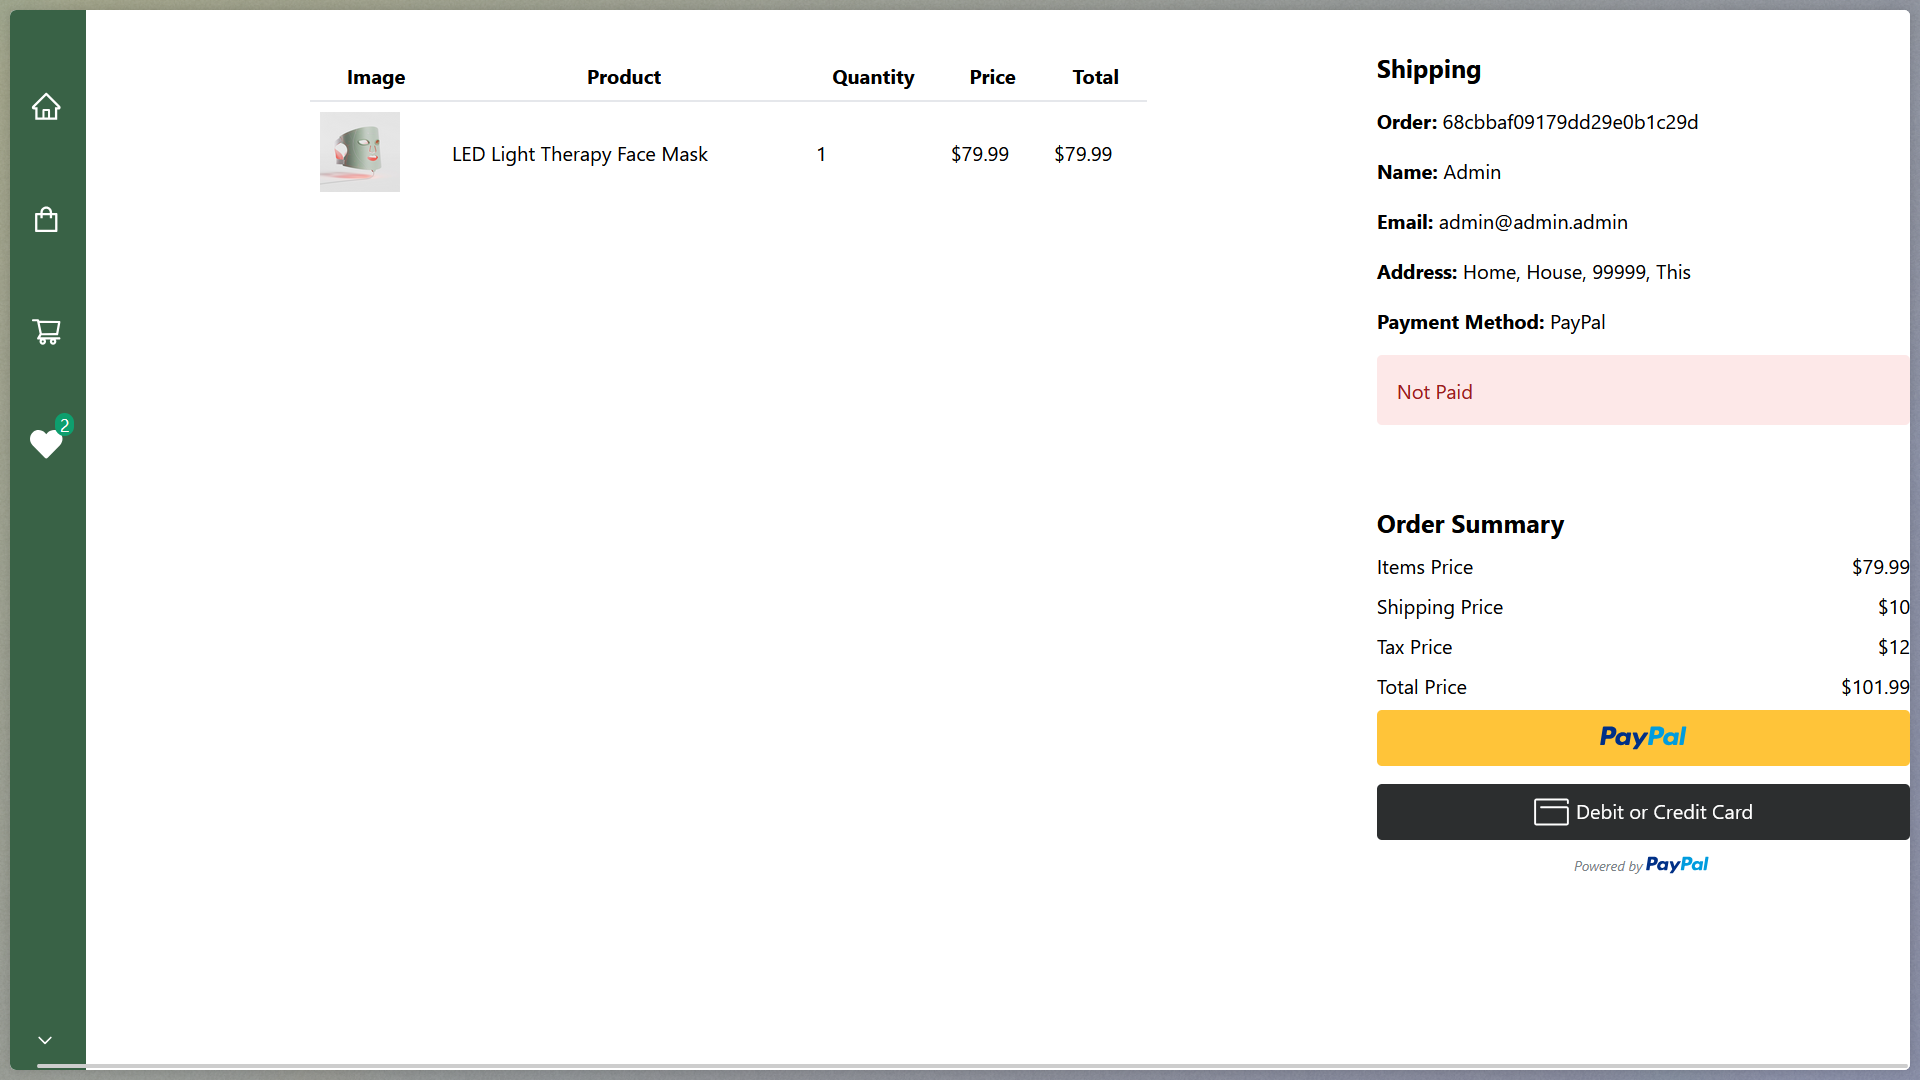 2
Image Product Quantity Price Total
LED Light Therapy Face Mask 1 $79.99 $79.99
Shipping
Order: 68cbbaf09179dd29e0b1c29d
Name: Admin
Email: admin@admin.admin
Address: Home, House, 99999, This
Payment Method: PayPal
Not Paid
Order Summary
Items Price $79.99
Shipping Price $10
Tax Price $12
Total Price $101.99
PayPal
Debit or Credit Card
Powered by PayPal